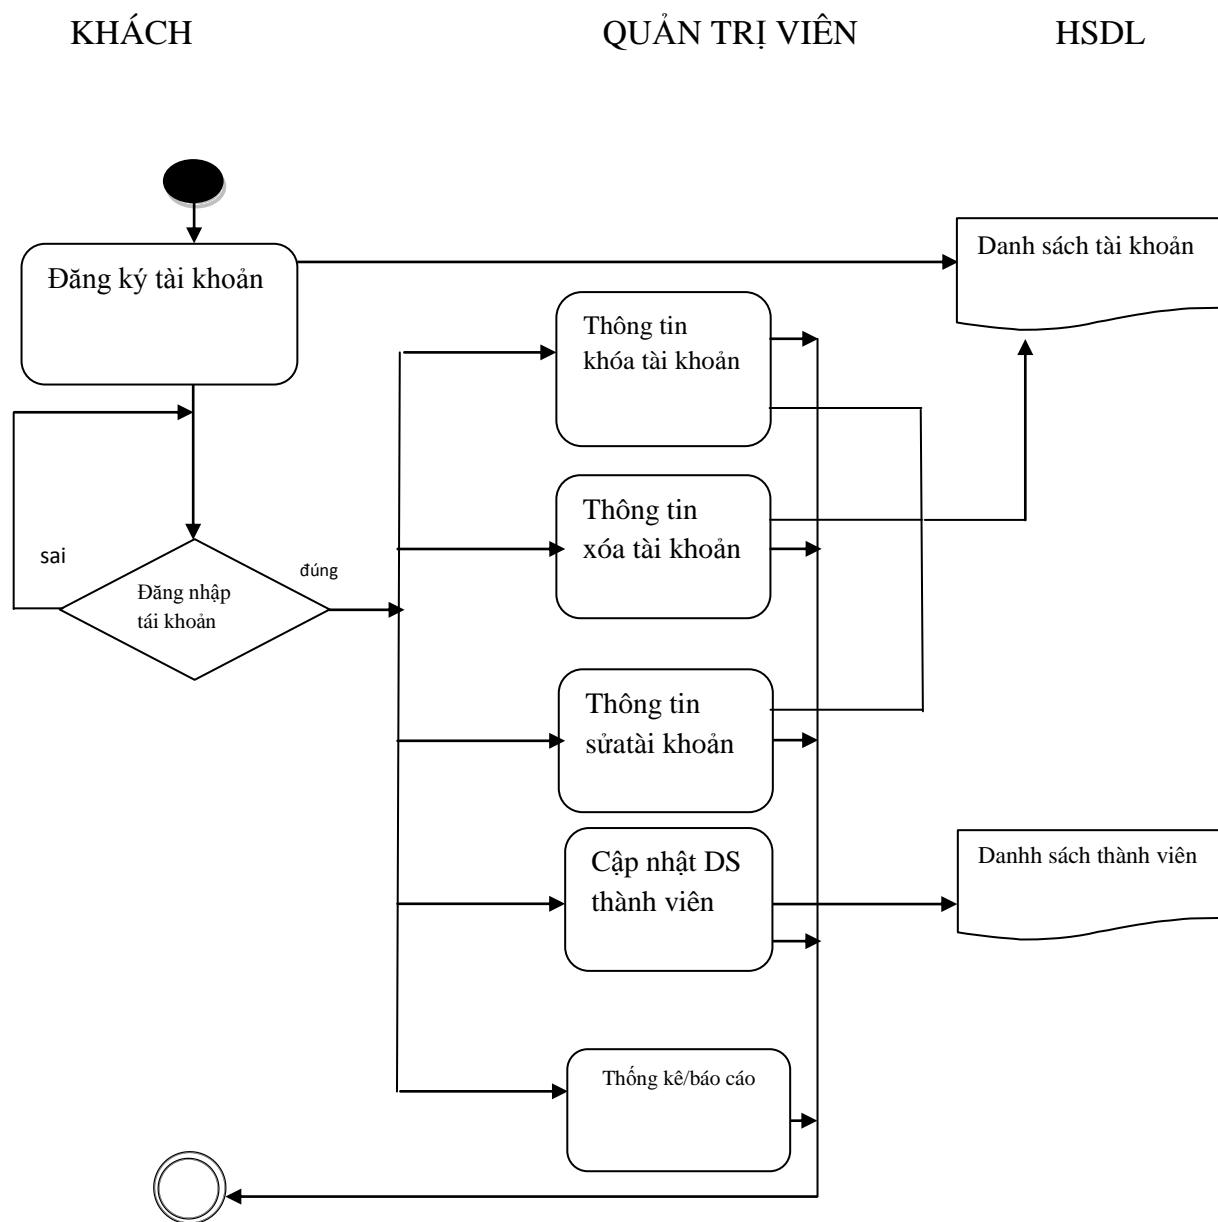 KHÁCH
QUẢN TRỊ VIÊN
HSDL
Đăng ký tài khoản
Danh sách tài khoản
Thông tin
khóa tài khoản
Thông tin
xóa tài khoản
sai
đúng
Đăng nhập
tái khoản
Thông tin
sửatài khoản
Cập nhật DS
thành viên
Danhh sách thành viên
Thống kê/báo cáo